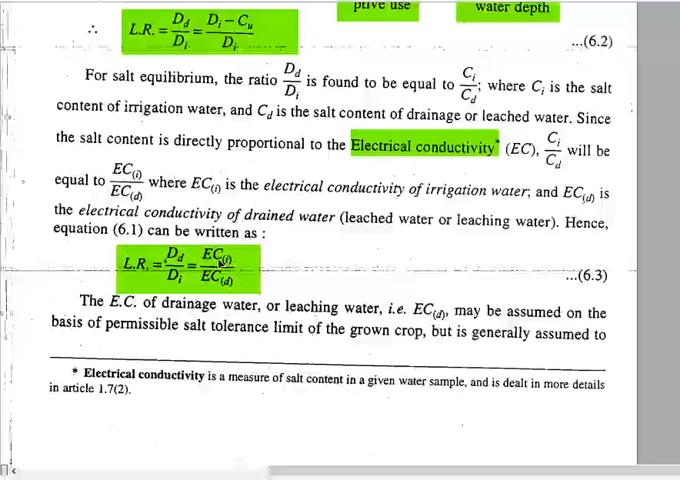 ptive use water depth
∴ L.R. = D_d/D_i = (D_i – C_u)/D_i ...(6.2)
For salt equilibrium, the ratio D_d/D_i is found to be equal to C_i/C_d; where C_i is the salt
content of irrigation water, and C_d is the salt content of drainage or leached water. Since
the salt content is directly proportional to the Electrical conductivity* (EC), C_i/C_d will be
equal to EC_(i)/EC_(d) where EC_(i) is the electrical conductivity of irrigation water, and EC_(d) is
the electrical conductivity of drained water (leached water or leaching water). Hence,
equation (6.1) can be written as :
L.R. = D_d/D_i = EC_(i)/EC_(d) ...(6.3)
The E.C. of drainage water, or leaching water, i.e. EC_(d), may be assumed on the
basis of permissible salt tolerance limit of the grown crop, but is generally assumed to
* Electrical conductivity is a measure of salt content in a given water sample, and is dealt in more details
in article 1.7(2).